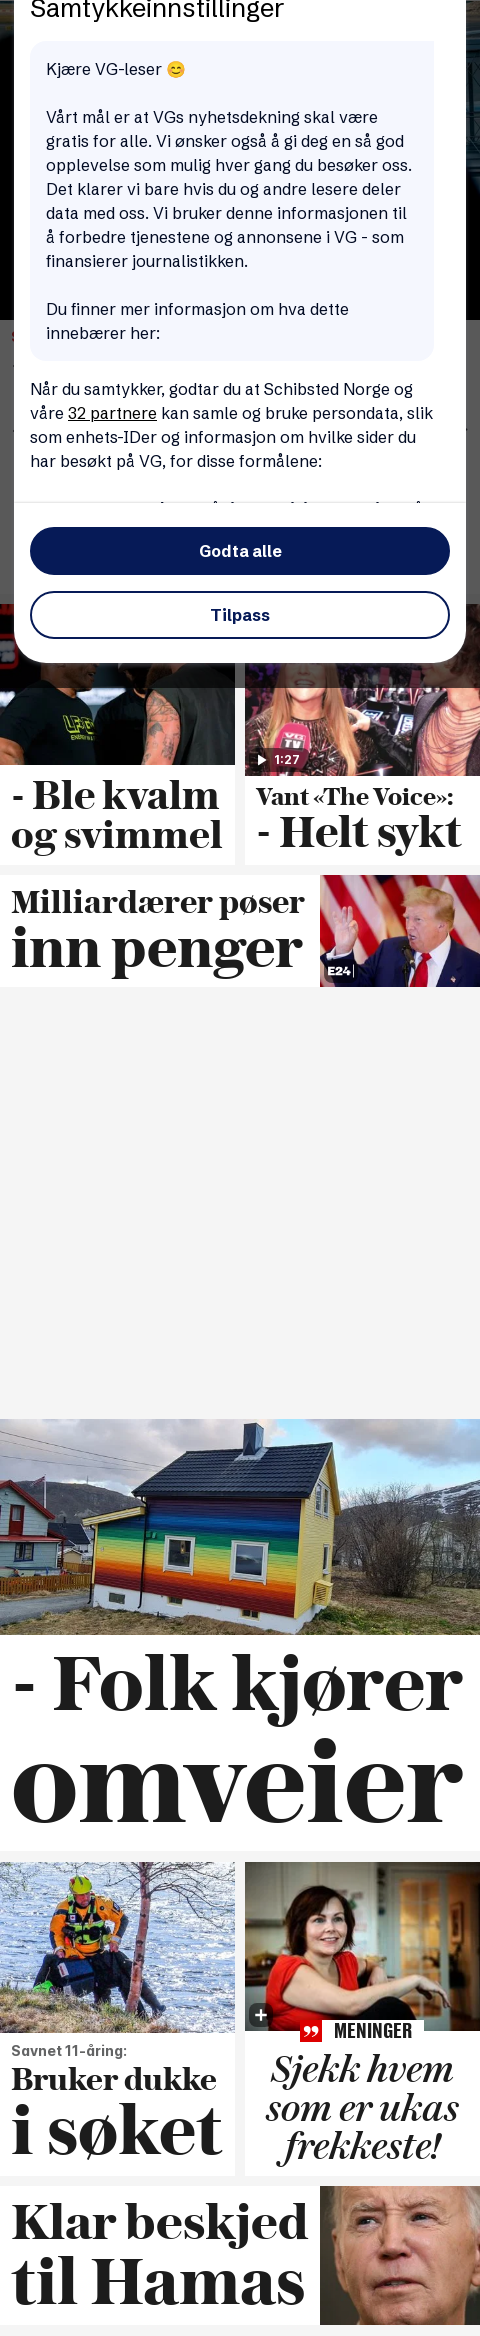 Samtykkeinnstillinger
Kjære VG-leser 😊
Vårt mål er at VGs nyhetsdekning skal være
gratis for alle. Vi ønsker også å gi deg en så god
opplevelse som mulig hver gang du besøker oss.
Det klarer vi bare hvis du og andre lesere deler
data med oss. Vi bruker denne informasjonen til
å forbedre tjenestene og annonsene i VG - som
finansierer journalistikken.
Du finner mer informasjon om hva dette
innebærer her:
Når du samtykker, godtar du at Schibsted Norge og
våre 32 partnere kan samle og bruke persondata, slik
som enhets-IDer og informasjon om hvilke sider du
har besøkt på VG, for disse formålene:
Godta alle
Tilpass
VG
TV
1:27
- Ble kvalm
og svimmel
Vant «The Voice»:
- Helt sykt
Milliardærer pøser
inn penger
E24
- Folk kjører
omveier
Savnet 11-åring:
Bruker dukke
i søket
MENINGER
Sjekk hvem
som er ukas
frekkeste!
Klar beskjed
til Hamas